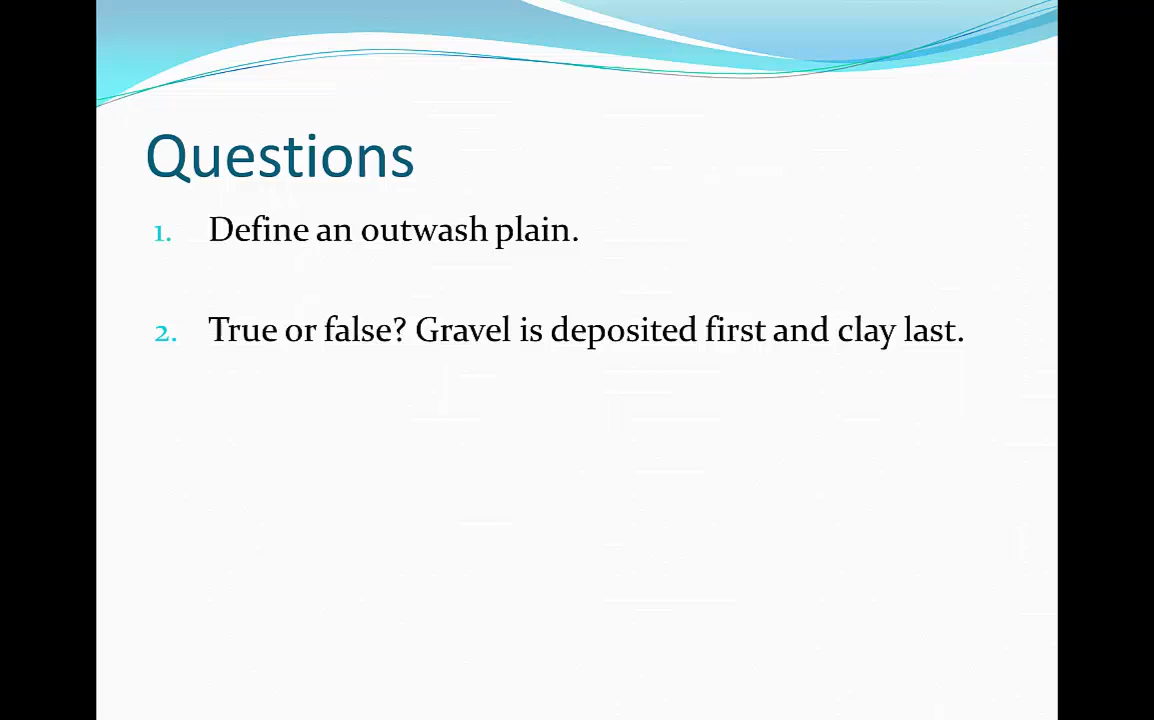 Questions
1. Define an outwash plain.
2. True or false? Gravel is deposited first and clay last.